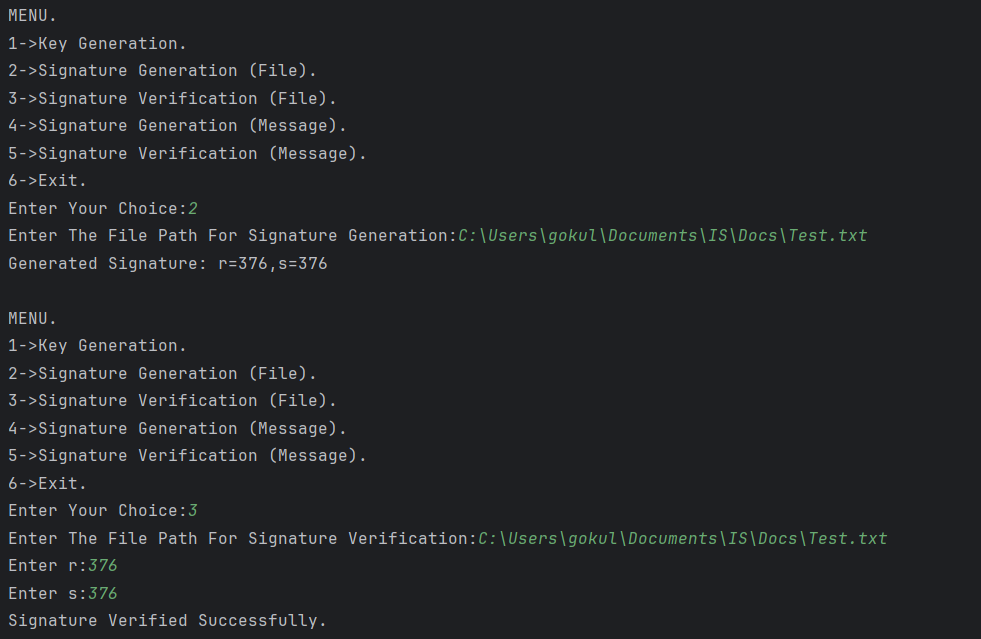 MENU.
1->Key Generation.
2->Signature Generation (File).
3->Signature Verification (File).
4->Signature Generation (Message).
5->Signature Verification (Message).
6->Exit.
Enter Your Choice:2
Enter The File Path For Signature Generation:C:\Users\gokul\Documents\IS\Docs\Test.txt
Generated Signature: r=376,s=376
MENU.
1->Key Generation.
2->Signature Generation (File).
3->Signature Verification (File).
4->Signature Generation (Message).
5->Signature Verification (Message).
6->Exit.
Enter Your Choice:3
Enter The File Path For Signature Verification:C:\Users\gokul\Documents\IS\Docs\Test.txt
Enter r:376
Enter s:376
Signature Verified Successfully.